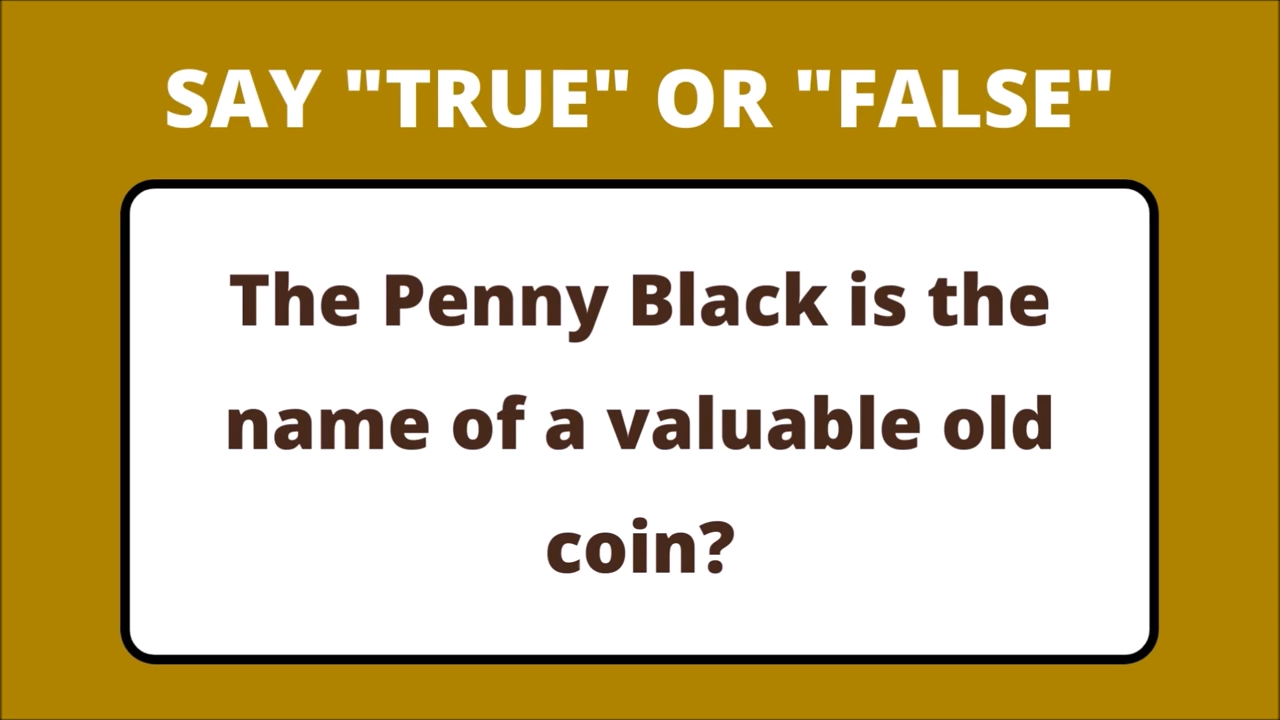 SAY "TRUE" OR "FALSE"
The Penny Black is the
name of a valuable old
coin?